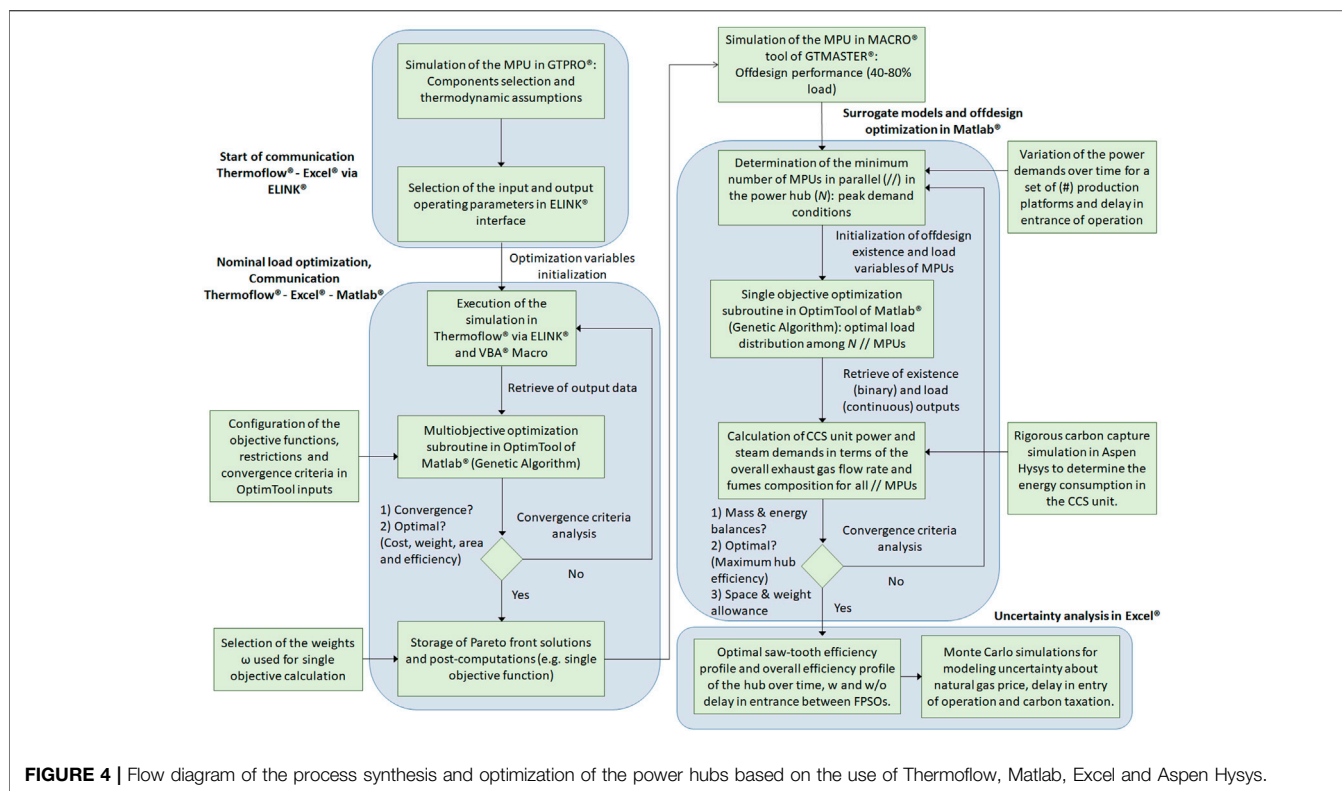 Simulation of the MPU in GTPRO®:
Components selection and
thermodynamic assumptions
Start of communication
Thermoflow® - Excel® via
ELINK®
Selection of the input and output
operating parameters in ELINK®
interface
Optimization variables
initialization
Nominal load optimization,
Communication
Thermoflow® - Excel® - Matlab®
Execution of the
simulation in
Thermoflow® via ELINK®
and VBA® Macro
Retrieve of output data
Configuration of the
objective functions,
restrictions and
convergence criteria in
OptimTool inputs
Multiobjective optimization
subroutine in OptimTool of
Matlab® (Genetic Algorithm)
1) Convergence?
2) Optimal?
(Cost, weight, area
and efficiency)
Convergence criteria
analysis
No
Yes
Selection of the weights
ω used for single
objective calculation
Storage of Pareto front solutions
and post-computations (e.g. single
objective function)
Simulation of the MPU in MACRO®
tool of GTMASTER®:
Offdesign performance (40-80%
load)
Surrogate models and offdesign
optimization in Matlab®
Determination of the minimum
number of MPUs in parallel (//) in
the power hub (N): peak demand
conditions
Variation of the power
demands over time for a
set of (#) production
platforms and delay in
entrance of operation
Initialization of offdesign
existence and load
variables of MPUs
Single objective optimization
subroutine in OptimTool of Matlab®
(Genetic Algorithm): optimal load
distribution among N // MPUs
Retrieve of existence
(binary) and load
(continuous) outputs
Calculation of CCS unit power and
steam demands in terms of the
overall exhaust gas flow rate and
fumes composition for all // MPUs
Rigorous carbon capture
simulation in Aspen
Hysys to determine the
energy consumption in
the CCS unit.
1) Mass & energy
balances?
2) Optimal?
(Maximum hub
efficiency)
3) Space & weight
allowance
Convergence criteria
analysis
No
Yes
Uncertainty analysis in Excel®
Optimal saw-tooth efficiency
profile and overall efficiency profile
of the hub over time, w and w/o
delay in entrance between FPSOs.
Monte Carlo simulations for
modeling uncertainty about
natural gas price, delay in entry
of operation and carbon taxation.
FIGURE 4 | Flow diagram of the process synthesis and optimization of the power hubs based on the use of Thermoflow, Matlab, Excel and Aspen Hysys.